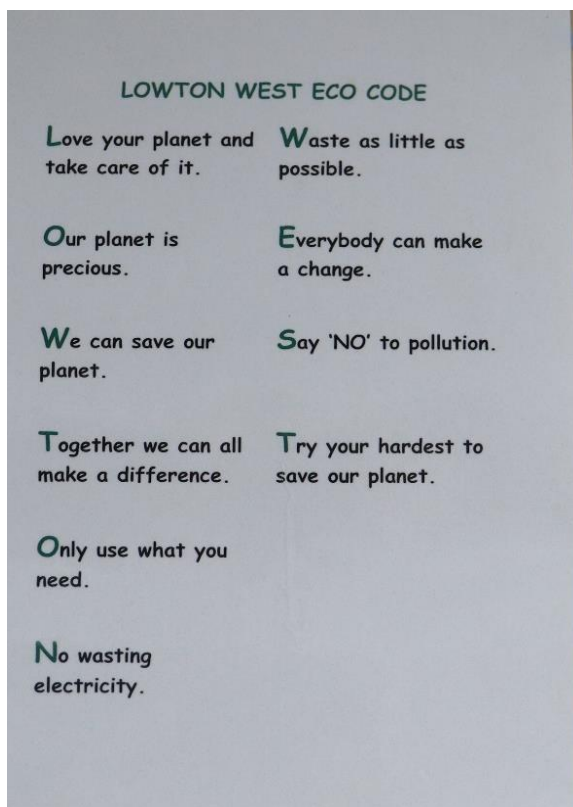 LOWTON WEST ECO CODE
Love your planet and
take care of it.
Our planet is
precious.
We can save our
planet.
Together we can all
make a difference.
Only use what you
need.
No wasting
electricity.
Waste as little as
possible.
Everybody can make
a change.
Say ‘NO’ to pollution.
Try your hardest to
save our planet.